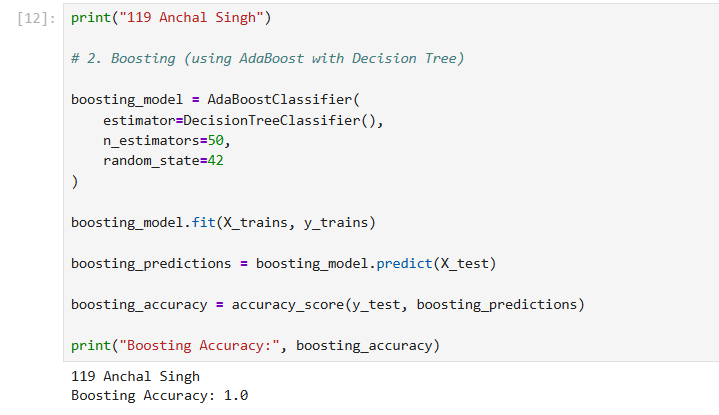 [12]: print("119 Anchal Singh")
# 2. Boosting (using AdaBoost with Decision Tree)
boosting_model = AdaBoostClassifier(
    estimator=DecisionTreeClassifier(),
    n_estimators=50,
    random_state=42
)
boosting_model.fit(X_trains, y_trains)
boosting_predictions = boosting_model.predict(X_test)
boosting_accuracy = accuracy_score(y_test, boosting_predictions)
print("Boosting Accuracy:", boosting_accuracy)
119 Anchal Singh
Boosting Accuracy: 1.0